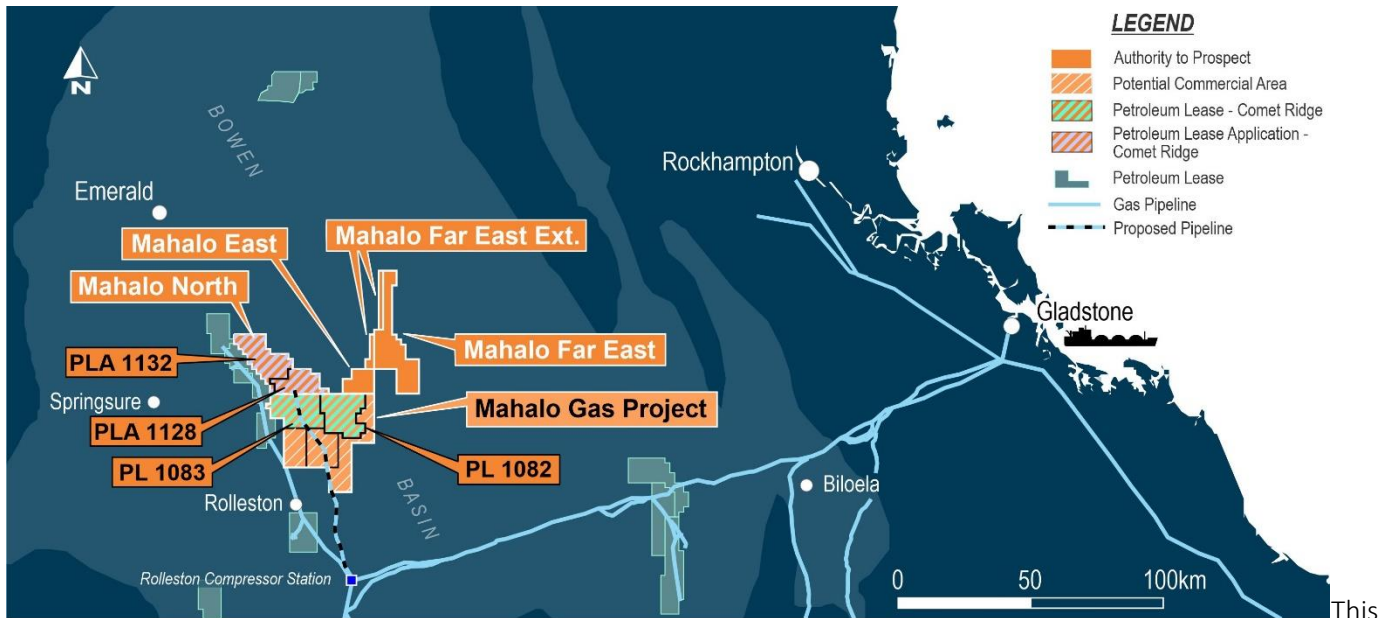 LEGEND
Authority to Prospect
Potential Commercial Area
Petroleum Lease - Comet Ridge
Petroleum Lease Application -
Comet Ridge
Petroleum Lease
Gas Pipeline
Proposed Pipeline
N
BOWEN
Rockhampton
Emerald
Mahalo East
Mahalo Far East Ext.
Mahalo North
Gladstone
Mahalo Far East
PLA 1132
Springsure
Mahalo Gas Project
PLA 1128
PL 1083
PL 1082
Rolleston
BASIN
Biloela
Rolleston Compressor Station
0 50 100km
This